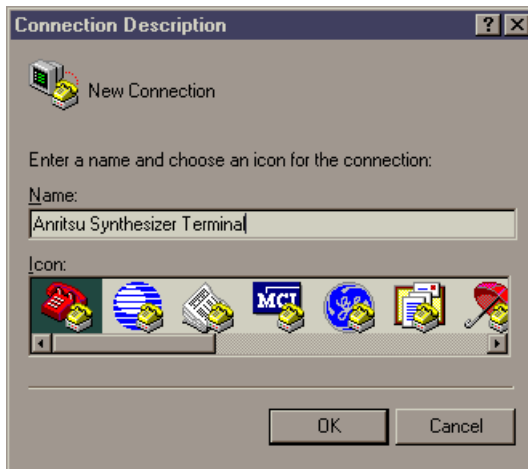 Connection Description
New Connection
Enter a name and choose an icon for the connection:
Name:
Anritsu Synthesizer Terminal
Icon:
MCI
OK Cancel